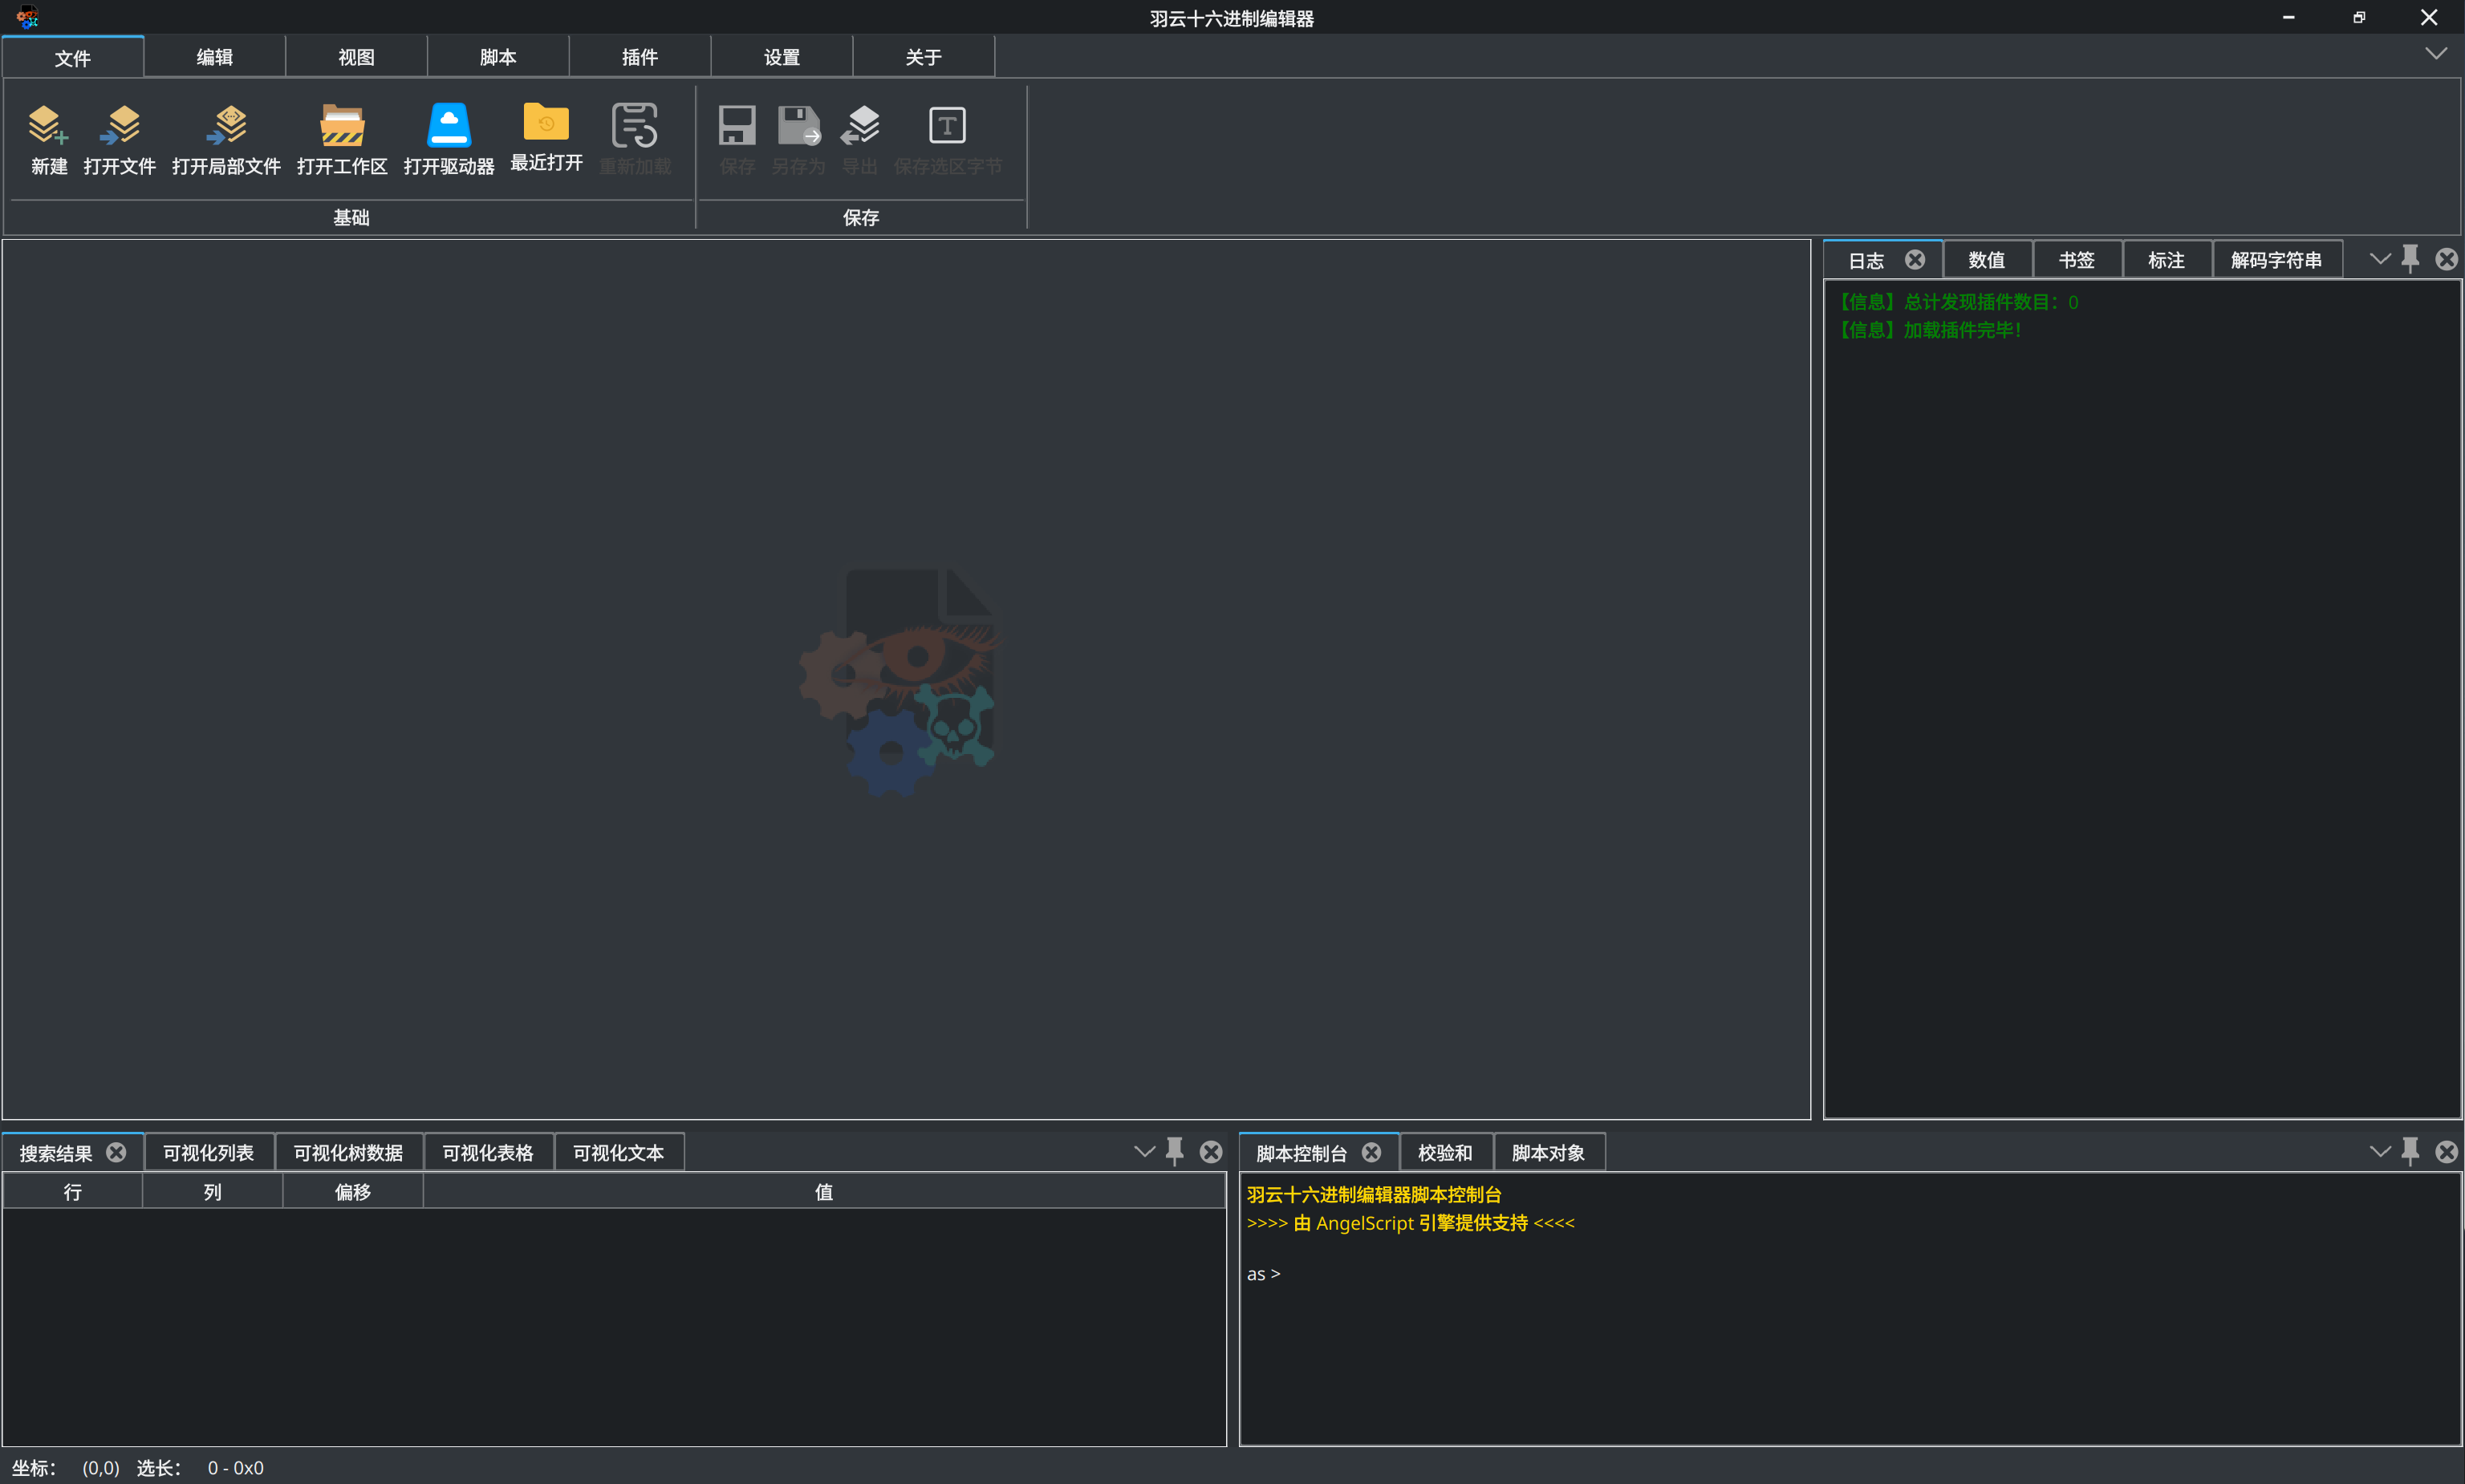 羽云十六进制编辑器
文件 编辑 视图 脚本 插件 设置 关于
新建 打开文件 打开局部文件 打开工作区 打开驱动器 最近打开 重新加载 保存 另存为 导出 保存选区字节
基础 保存
日志 数值 书签 标注 解码字符串
【信息】总计发现插件数目：0
【信息】加载插件完毕！
搜索结果 可视化列表 可视化树数据 可视化表格 可视化文本
行 列 偏移 值
脚本控制台 校验和 脚本对象
羽云十六进制编辑器脚本控制台
>>>> 由 AngelScript 引擎提供支持 <<<<
as >
坐标： (0,0) 选长： 0 - 0x0